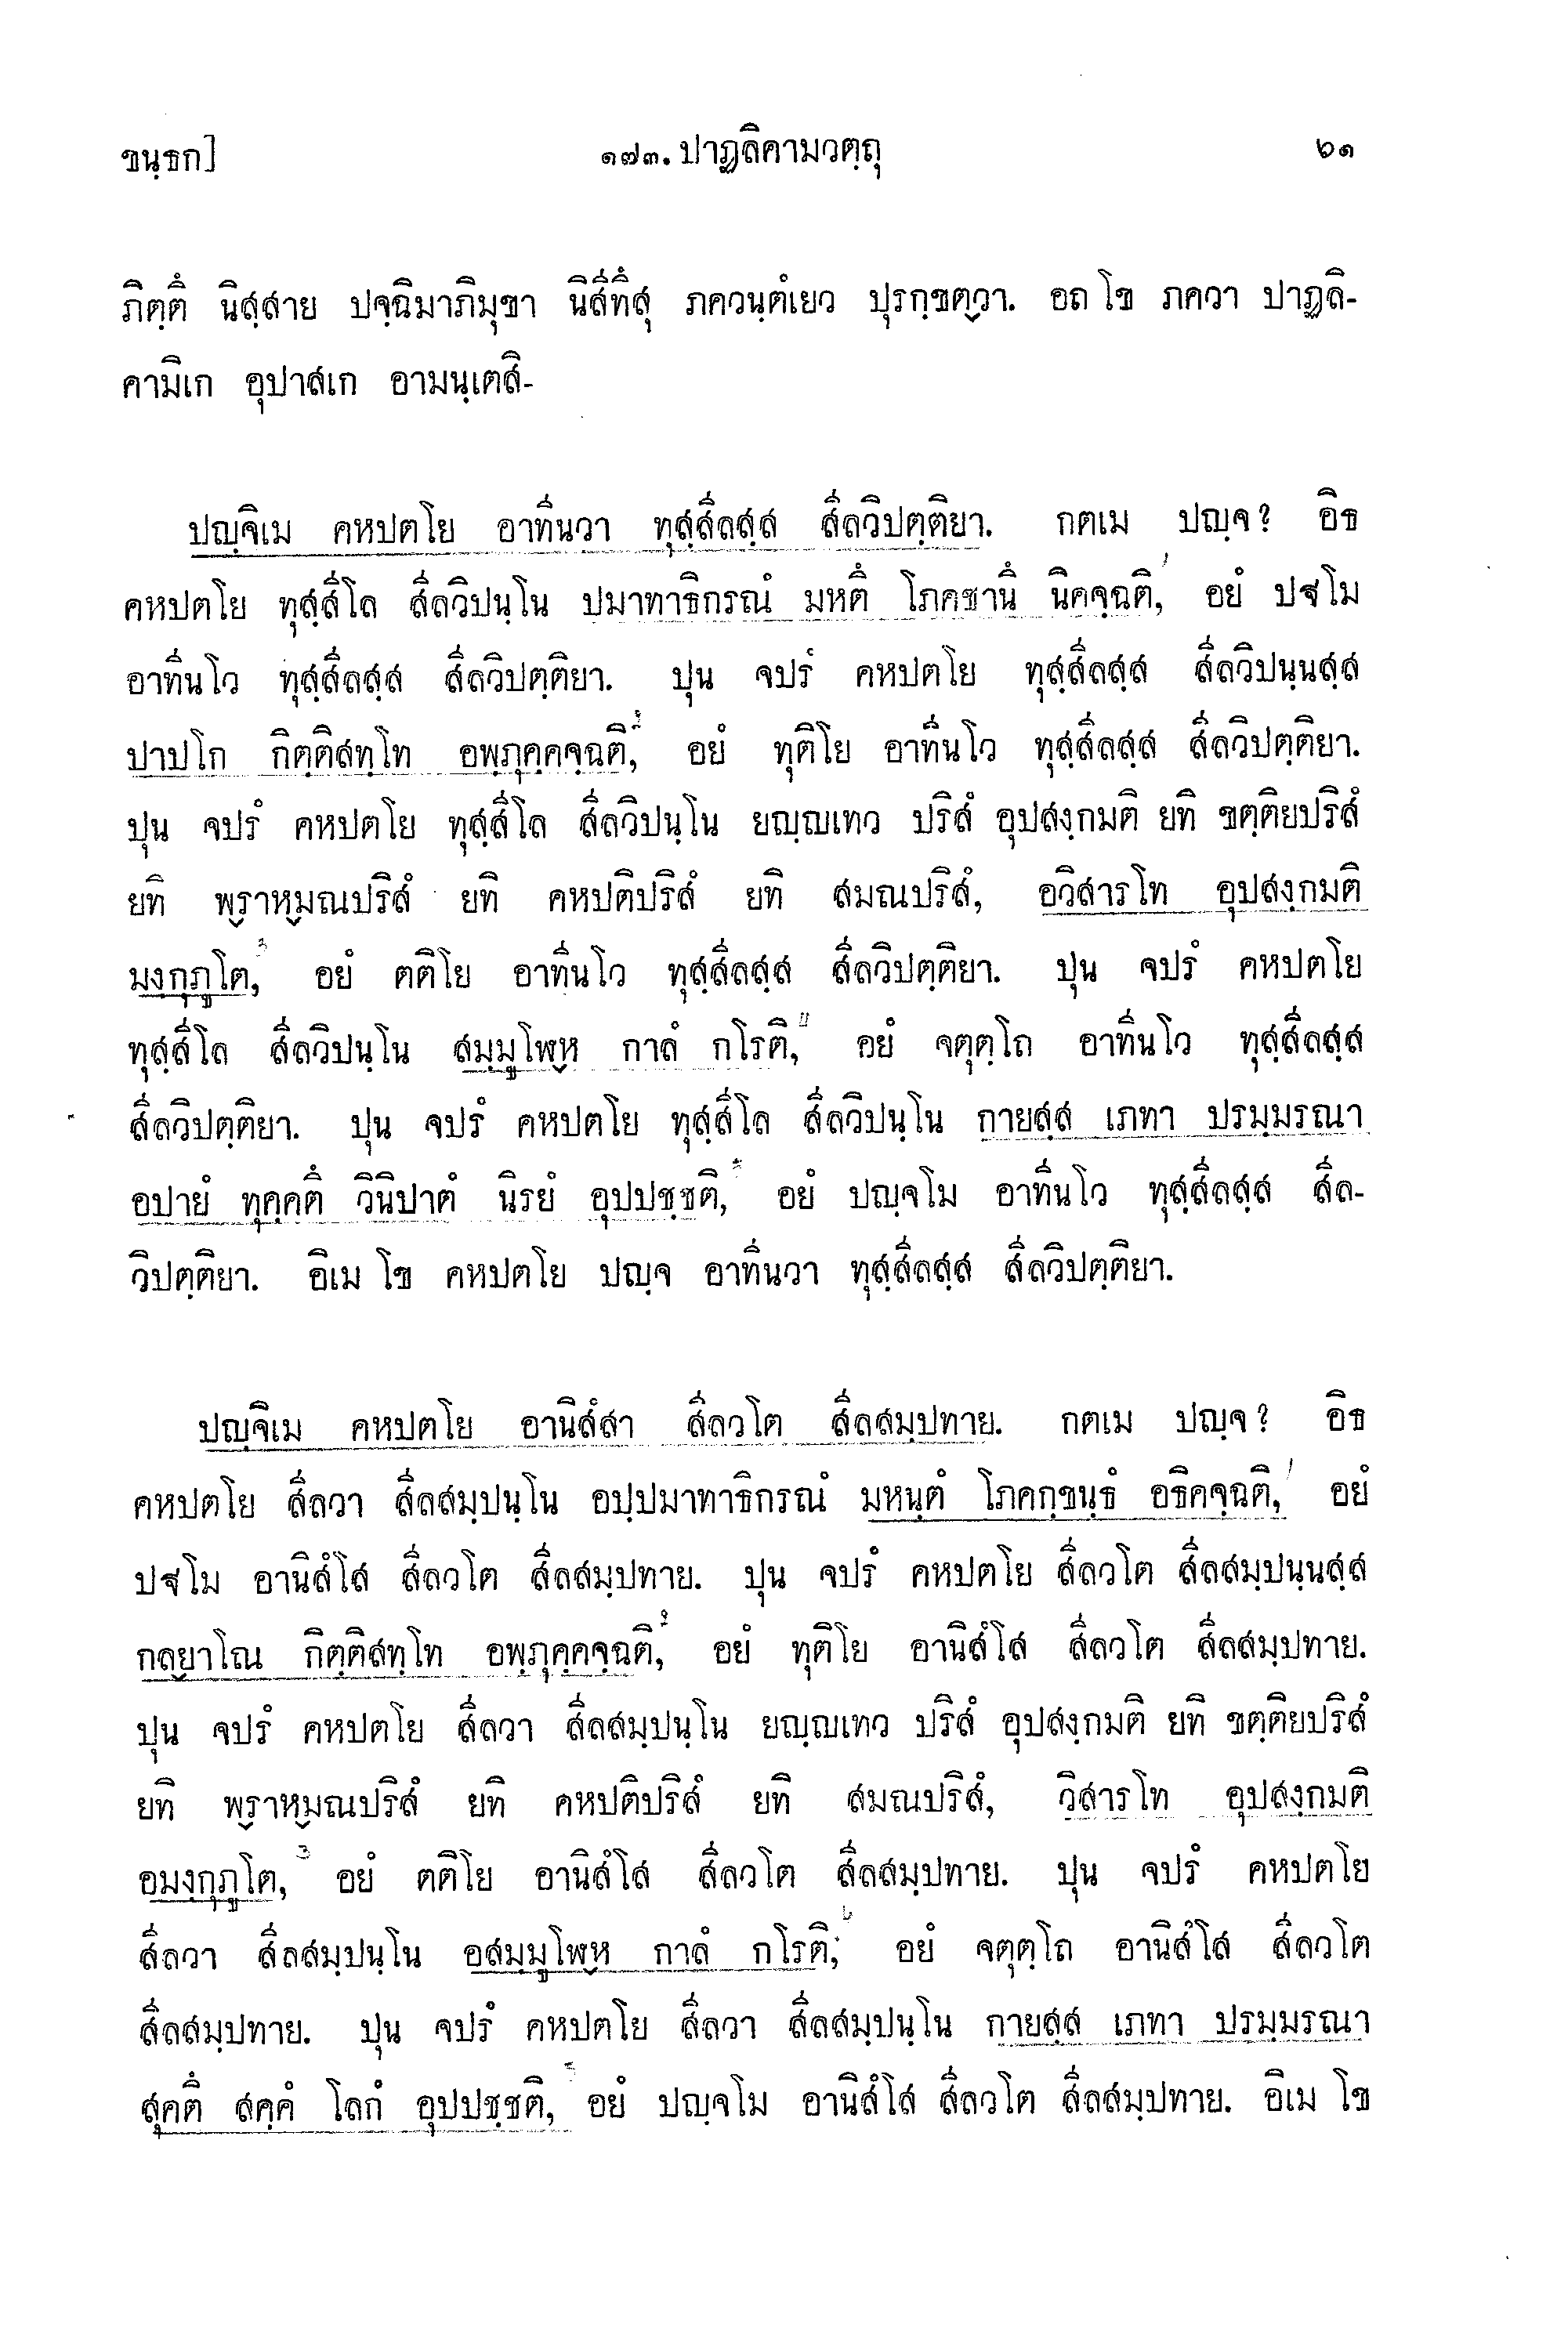 ขนฺธก]
๑๗๓. ปาฏลิคามวตฺถุ
๖๑
ภิตฺตึ นิสฺสาย ปจฺฉิมาภิมุขา นิสีทึสุ ภควนฺตํเยว ปุรกฺขตฺวา. อถ โข ภควา ปาฏลิ-
คามิเก อุปาสเก อามนฺเตสิ-
ปญฺจิเม คหปตโย อาทีนวา ทุสฺสีลสฺส สีลวิปตฺติยา. กตเม ปญฺจ? อิธ
คหปตโย ทุสฺสีโล สีลวิปนฺโน ปมาทาธิกรณํ มหตึ โภคชานึ นิคจฺฉติ, อยํ ปฐโม
อาทีนโว ทุสฺสีลสฺส สีลวิปตฺติยา. ปุน จปรํ คหปตโย ทุสฺสีลสฺส สีลวิปนฺนสฺส
ปาปโก กิตฺติสทฺโท อพฺภุคฺคจฺฉติ, อยํ ทุติโย อาทีนโว ทุสฺสีลสฺส สีลวิปตฺติยา.
ปุน จปรํ คหปตโย ทุสฺสีโล สีลวิปนฺโน ยญฺญเทว ปริสํ อุปสงฺกมติ ยทิ ขตฺติยปริสํ
ยทิ พฺราหฺมณปริสํ ยทิ คหปติปริสํ ยทิ สมณปริสํ, อวิสารโท อุปสงฺกมติ
มงฺกุภูโต, อยํ ตติโย อาทีนโว ทุสฺสีลสฺส สีลวิปตฺติยา. ปุน จปรํ คหปตโย
ทุสฺสีโล สีลวิปนฺโน สมฺมูโฬฺห กาลํ กโรติ, อยํ จตุตฺโถ อาทีนโว ทุสฺสีลสฺส
สีลวิปตฺติยา. ปุน จปรํ คหปตโย ทุสฺสีโล สีลวิปนฺโน กายสฺส เภทา ปรมฺมรณา
อปายํ ทุคฺคตึ วินิปาตํ นิรยํ อุปปชฺชติ, อยํ ปญฺจโม อาทีนโว ทุสฺสีลสฺส สีล-
วิปตฺติยา. อิเม โข คหปตโย ปญฺจ อาทีนวา ทุสฺสีลสฺส สีลวิปตฺติยา.
ปญฺจิเม คหปตโย อานิสํสา สีลวโต สีลสมฺปทาย. กตเม ปญฺจ? อิธ
คหปตโย สีลวา สีลสมฺปนฺโน อปฺปมาทาธิกรณํ มหนฺตํ โภคกฺขนฺธํ อธิคจฺฉติ, อยํ
ปฐโม อานิสํโส สีลวโต สีลสมฺปทาย. ปุน จปรํ คหปตโย สีลวโต สีลสมฺปนฺนสฺส
กลฺยาโณ กิตฺติสทฺโท อพฺภุคฺคจฺฉติ, อยํ ทุติโย อานิสํโส สีลวโต สีลสมฺปทาย.
ปุน จปรํ คหปตโย สีลวา สีลสมฺปนฺโน ยญฺญเทว ปริสํ อุปสงฺกมติ ยทิ ขตฺติยปริสํ
ยทิ พฺราหฺมณปริสํ ยทิ คหปติปริสํ ยทิ สมณปริสํ, วิสารโท อุปสงฺกมติ
อมงฺกุภูโต, อยํ ตติโย อานิสํโส สีลวโต สีลสมฺปทาย. ปุน จปรํ คหปตโย
สีลวา สีลสมฺปนฺโน อสมฺมูโฬฺห กาลํ กโรติ, อยํ จตุตฺโถ อานิสํโส สีลวโต
สีลสมฺปทาย. ปุน จปรํ คหปตโย สีลวา สีลสมฺปนฺโน กายสฺส เภทา ปรมฺมรณา
สุคตึ สคฺคํ โลกํ อุปปชฺชติ, อยํ ปญฺจโม อานิสํโส สีลวโต สีลสมฺปทาย. อิเม โข